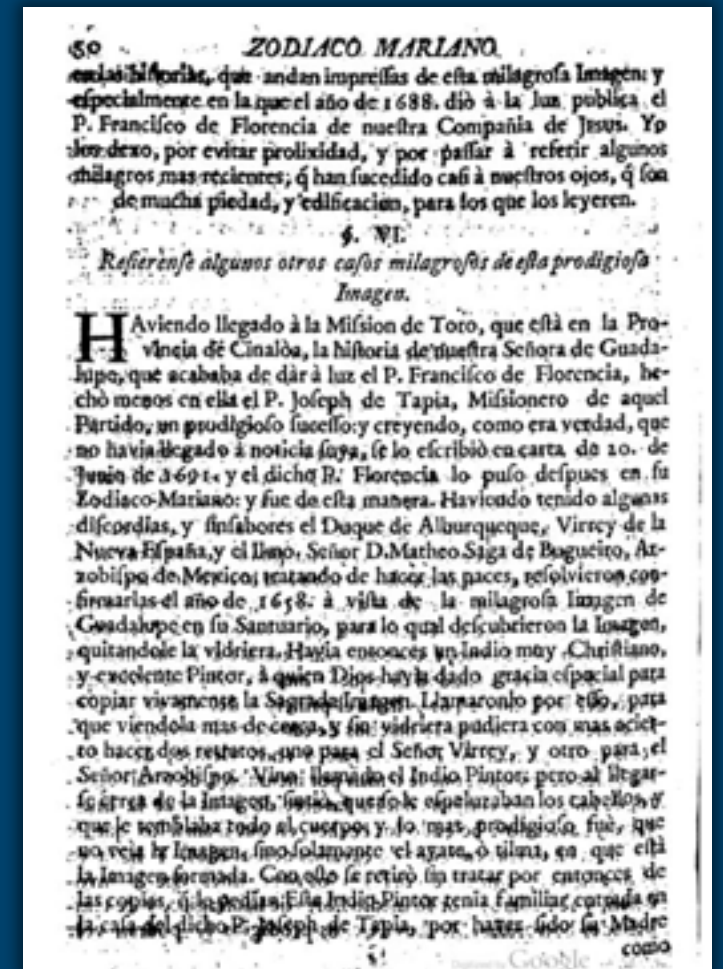 50 ZODIACO MARIANO.
en las historias, que andan impressas de esta milagrosa Imagen: y
especialmente en la que el año de 1688. diò à la luz publica el
P. Francisco de Florencia de nuestra Compañia de Jesus. Yo
los dexo, por evitar prolixidad, y por passar à referir algunos
milagros mas recientes; q̃ han sucedido casi à nuestros ojos, q̃ son
de mucha piedad, y edificacion, para los que los leyeren.
§. VI.
Refierense algunos otros casos milagrosos de esta prodigiosa
Imagen.
HAviendo llegado à la Mission de Toro, que està en la Pro-
vincia de Cinalòa, la historia de nuestra Señora de Guada-
lupe, que acababa de dàr à luz el P. Francisco de Florencia, he-
chò menos en ella el P. Joseph de Tapia, Missionero de aquel
Partido, un prodigioso sucesso: y creyendo, como era verdad, que
no havia llegado à noticia suya, se lo escribiò en carta de 20. de
Junio de 1691. y el dicho P. Florencia lo puso despues en su
Zodiaco Mariano: y fue de esta manera. Haviendo tenido algunas
discordias, y sinsabores el Duque de Alburqueque, Virrey de la
Nueva-España, y el Illmo. Señor D. Matheo Saga de Bugueiro, Ar-
zobispo de Mexico; tratando de hacer las paces, resolvieron con-
firmarlas el año de 1658. à vista de la milagrosa Imagen de
Guadalupe en su Santuario, para lo qual descubrieron la Imagen,
quitandole la vidriera. Havia entonces un Indio muy Christiano,
y excelente Pintor, à quien Dios havia dado gracia especial para
copiar vivamente la Sagrada Imagen. Llamaronlo por esso, para
que viendola mas de cerca, y sin vidriera pudiera con mas acier-
to hacer dos retratos, uno para el Señor Virrey, y otro para el
Señor Arzobispo. Vino llamado el Indio Pintor; pero al llegar-
se cerca de la Imagen, sintiò, que se le espeluzaban los cabellos, y
que le temblaba todo el cuerpo; y lo mas prodigioso fuè, que
no veia la Imagen, sino solamente el ayate, ò tilma, en que està
la Imagen formada. Con esto se retirò sin tratar por entonces de
las copias, q̃ le pedian. Este Indio Pintor tenia familiar entrada en
la casa del dicho P. Joseph de Tapia, por haver sido su Madre
como
Google